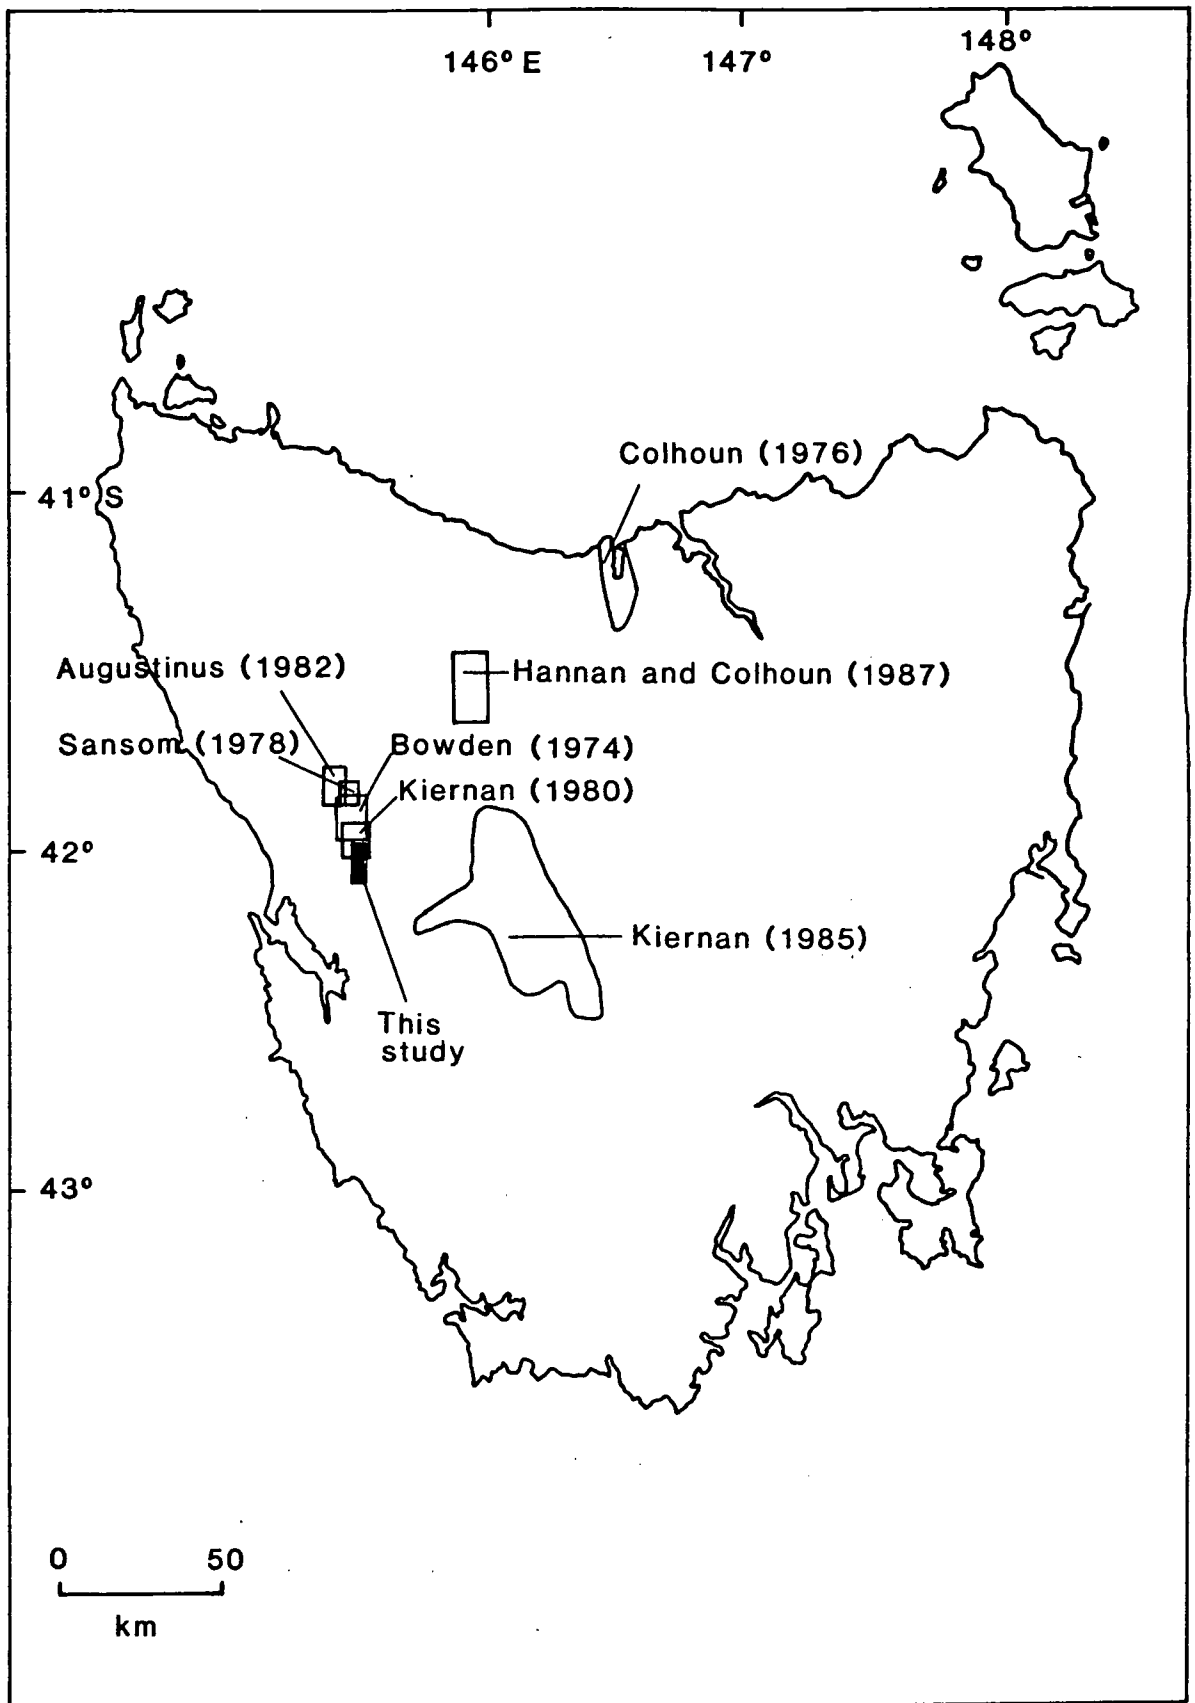 146° E
147°
148°
Colhoun (1976)
41° S
Augustinus (1982)
Hannan and Colhoun (1987)
Sansom (1978)
Bowden (1974)
Kiernan (1980)
42°
Kiernan (1985)
This
study
43°
0
50
km